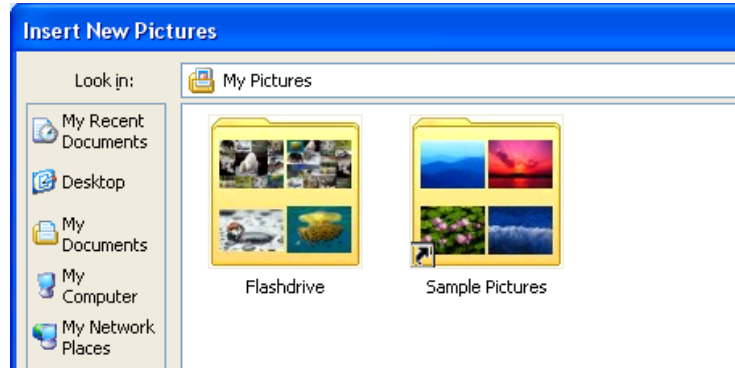 Insert New Pictures
Look in:
My Pictures
My Recent
Documents
Desktop
My
Documents
My
Computer
My Network
Places
Flashdrive
Sample Pictures